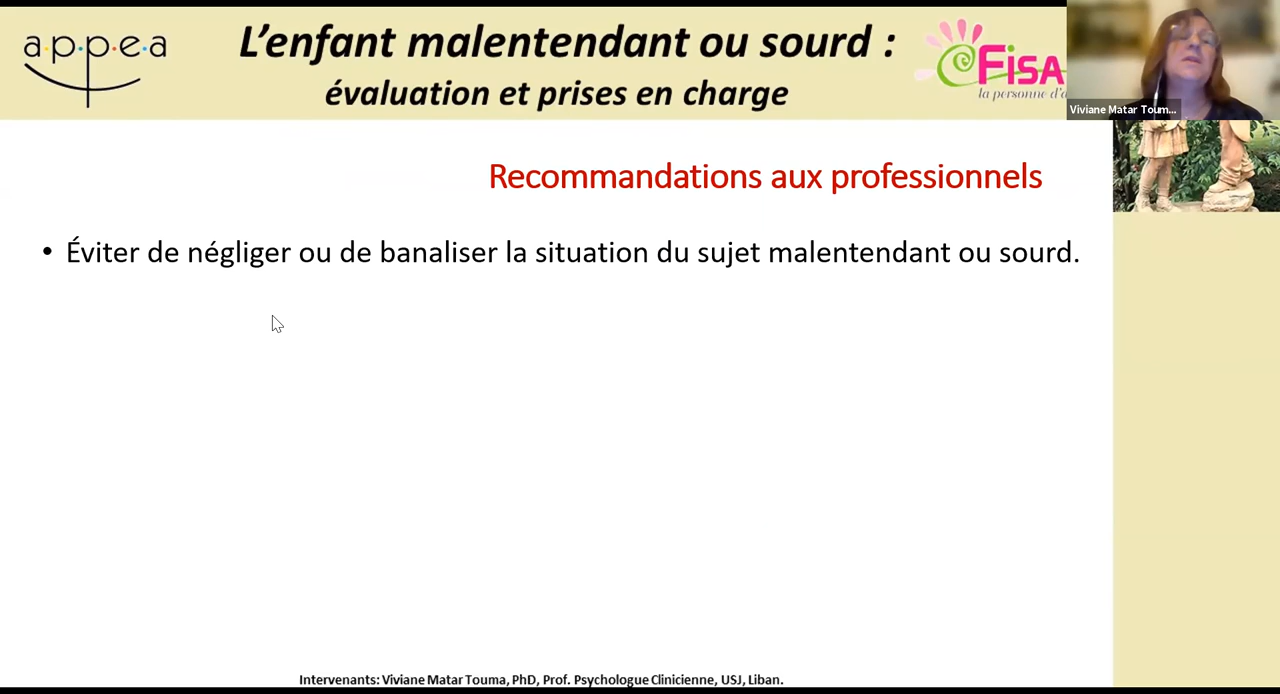 a·p·p·e·a
L'enfant malentendant ou sourd :
évaluation et prises en charge
FISA
la personne d'a
Viviane Matar Toum...
Recommandations aux professionnels
• Éviter de négliger ou de banaliser la situation du sujet malentendant ou sourd.
Intervenants: Viviane Matar Touma, PhD, Prof. Psychologue Clinicienne, USJ, Liban.